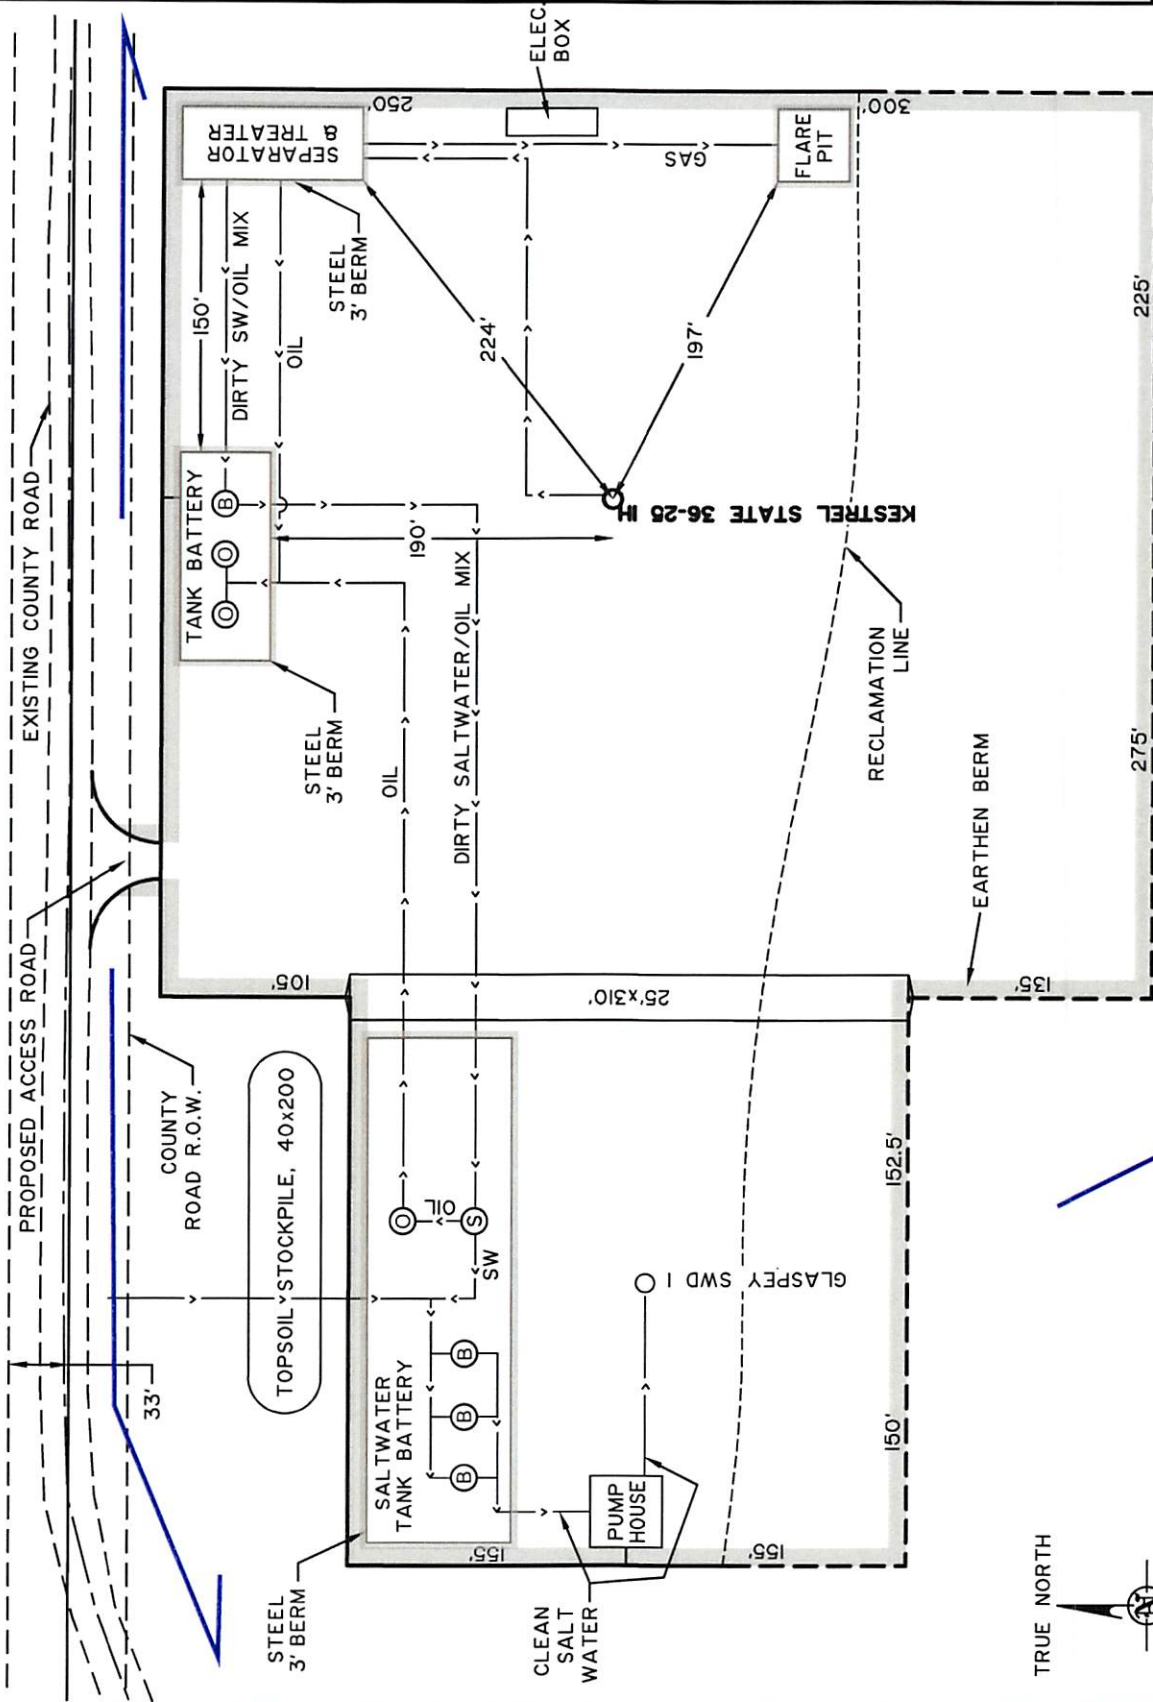 EXISTING COUNTY ROAD
PROPOSED ACCESS ROAD
COUNTY
ROAD R.O.W.
33'
TOPSOIL STOCKPILE, 40x200
ELEC.
BOX
SEPARATOR
& TREATER
250'
300'
GAS
FLARE
PIT
STEEL
3' BERM
150'
DIRTY SW/OIL MIX
OIL
224'
197'
TANK BATTERY
O
O
B
190'
KESTREL STATE 36-25 1H
STEEL
3' BERM
OIL
DIRTY SALTWATER/OIL MIX
RECLAMATION
LINE
EARTHEN BERM
225'
275'
105'
25'x310'
135'
SALTWATER
TANK BATTERY
O
OIL
S
SW
B
B
B
STEEL
3' BERM
GLASPEY SWD 1
PUMP
HOUSE
CLEAN
SALT
WATER
155'
155'
152.5'
150'
TRUE NORTH